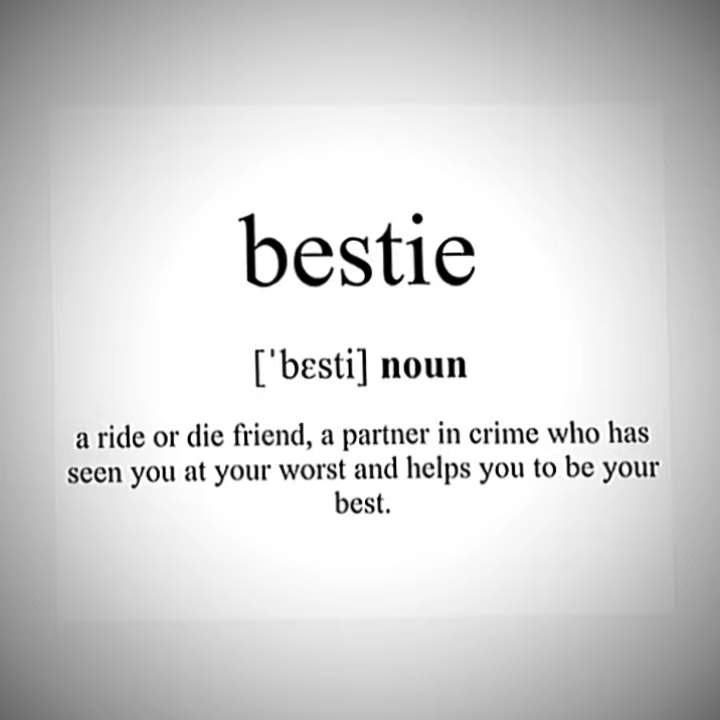 bestie
[ˈbɛsti] noun
a ride or die friend, a partner in crime who has
seen you at your worst and helps you to be your
best.